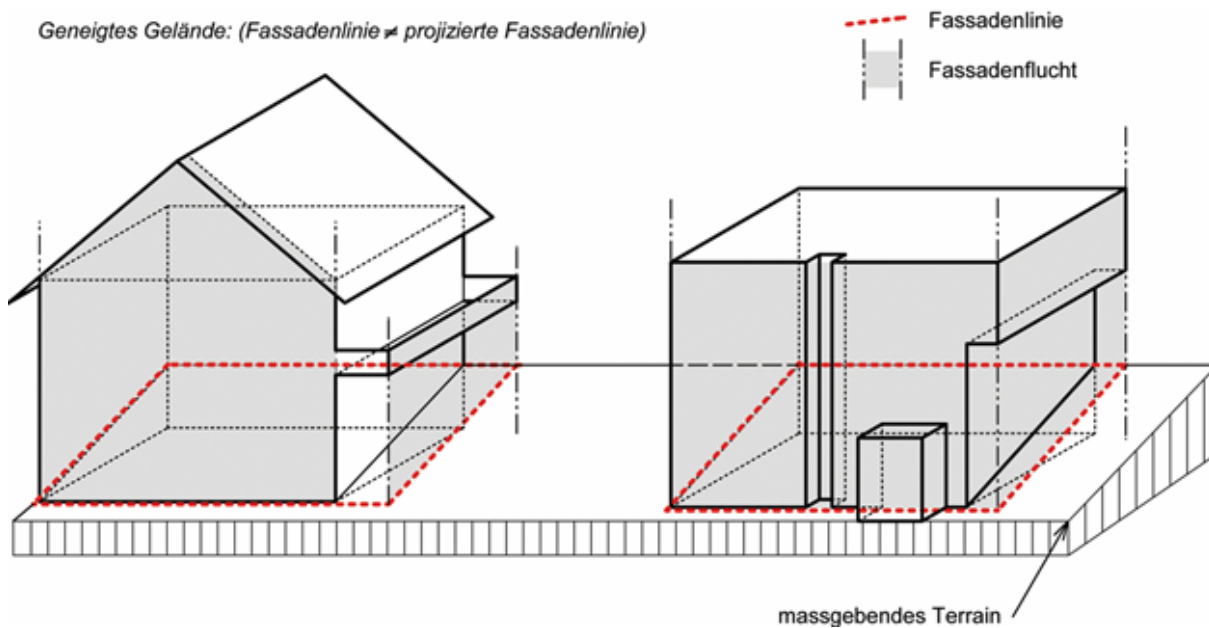 Geneigtes Gelände: (Fassadenlinie ≠ projizierte Fassadenlinie)
Fassadenlinie
Fassadenflucht
massgebendes Terrain